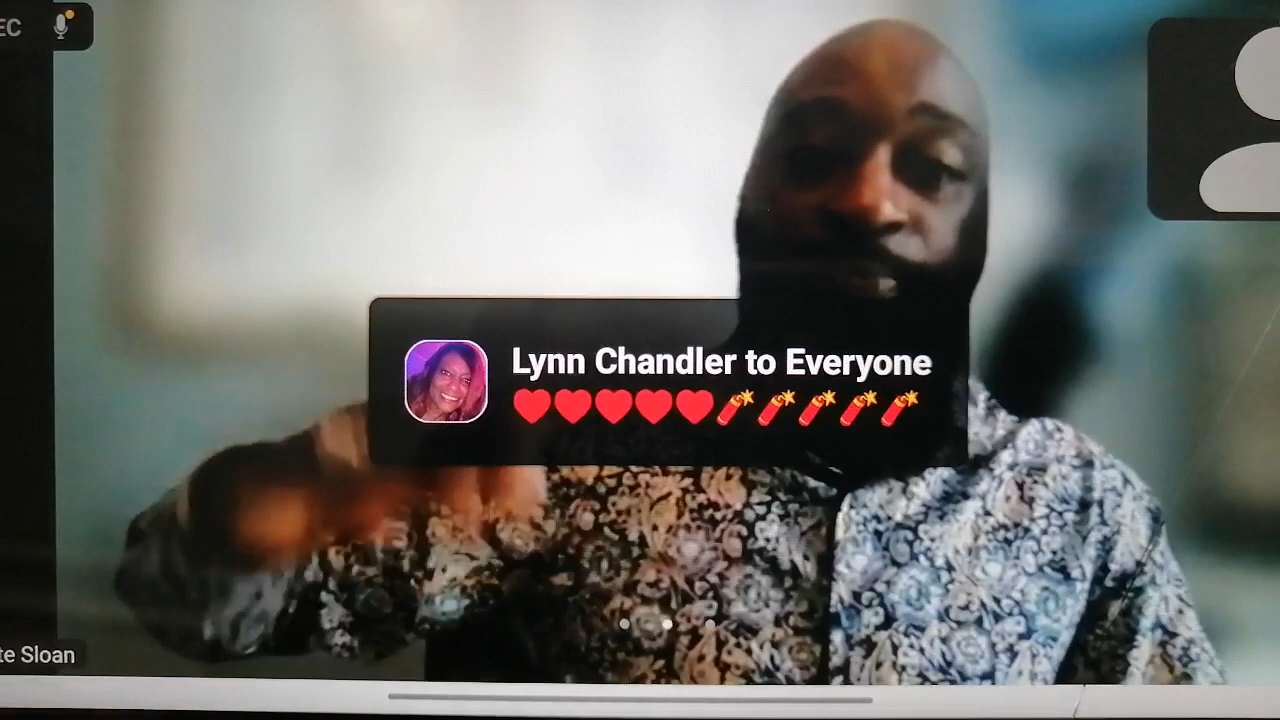 EC
Lynn Chandler to Everyone
❤️❤️❤️❤️❤️🧨🧨🧨🧨🧨
te Sloan